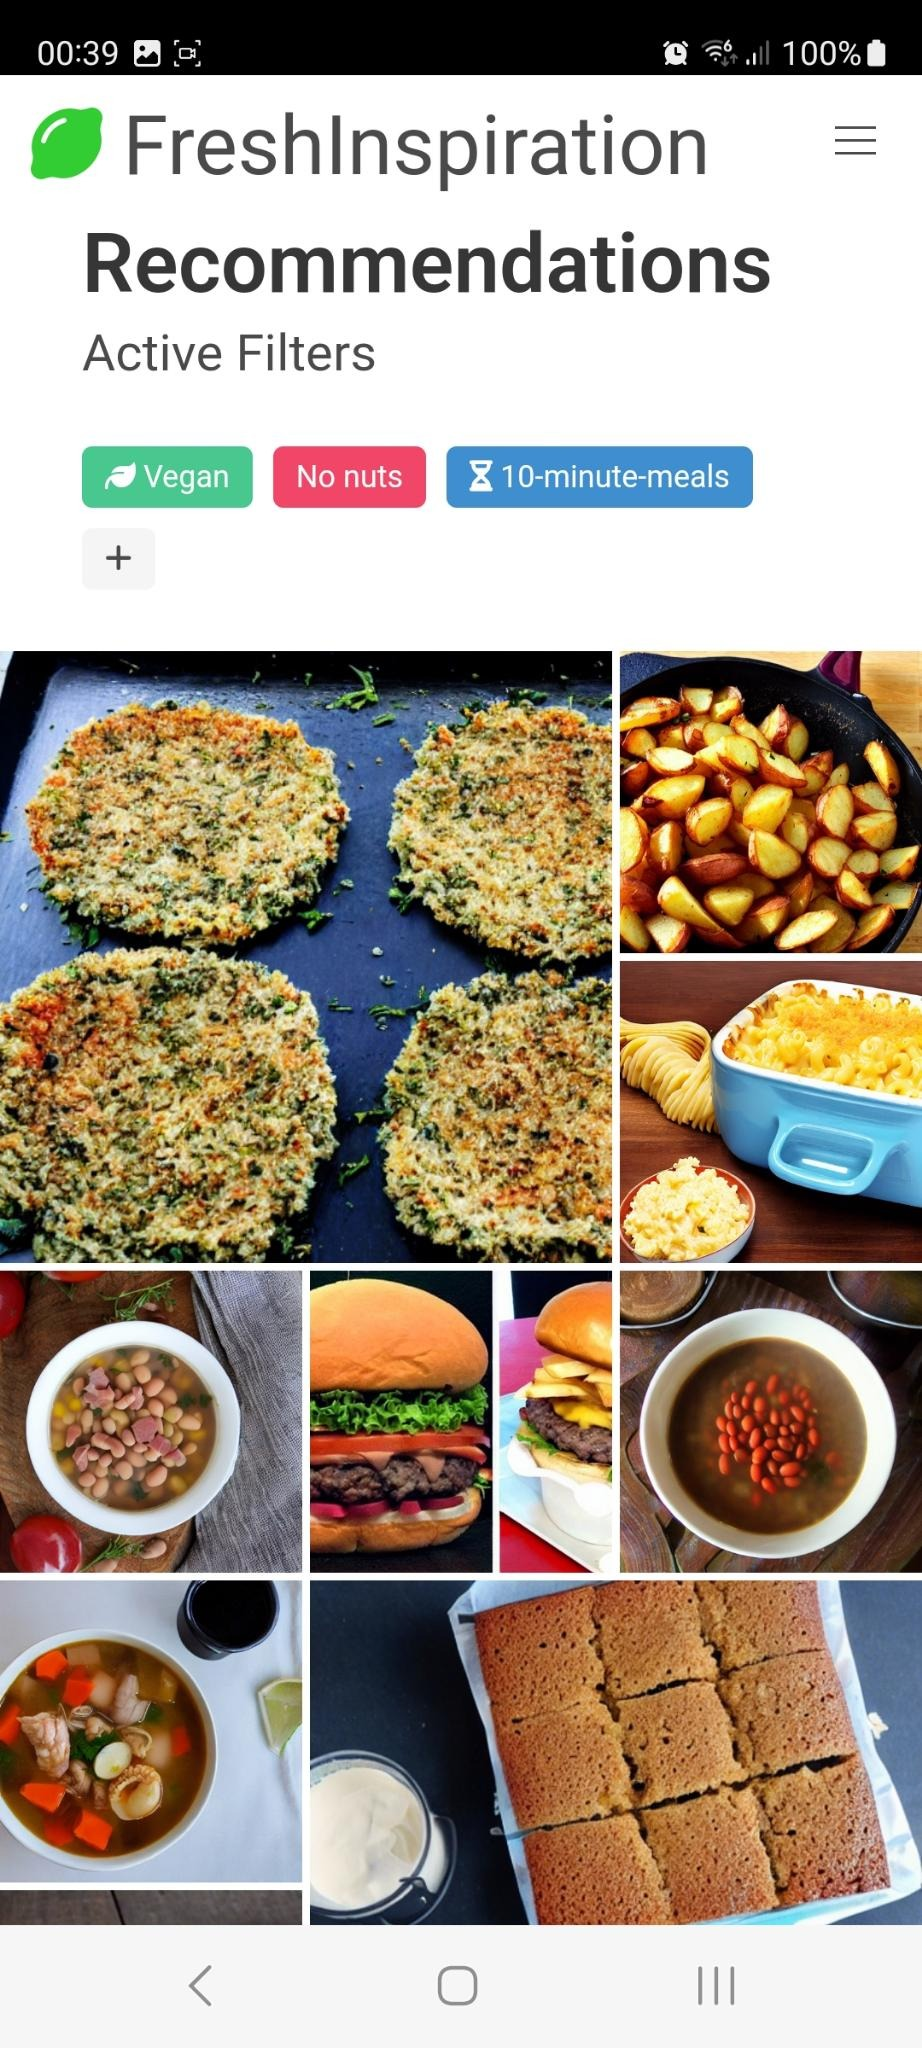 00:39 100%
FreshInspiration
Recommendations
Active Filters
Vegan No nuts 10-minute-meals
+